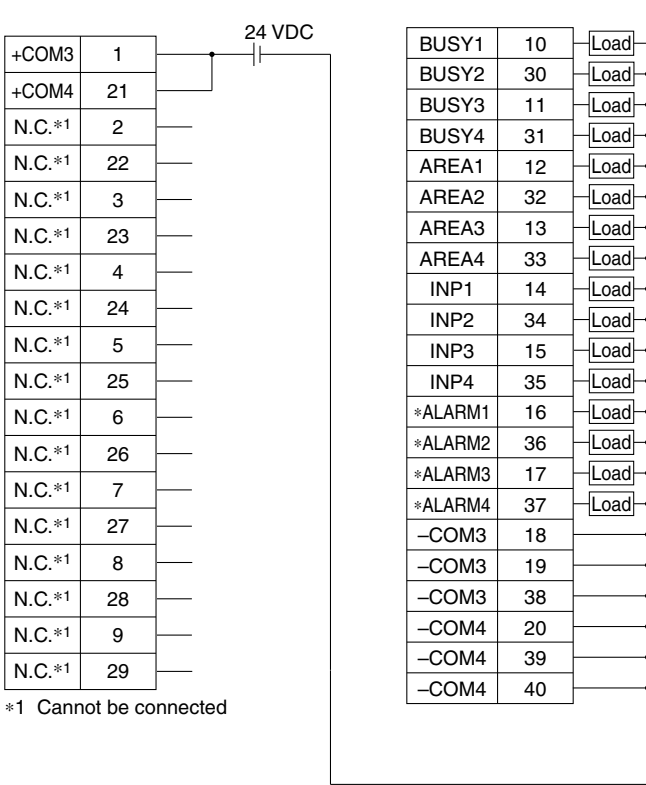 24 VDC
+COM3 1
+COM4 21
N.C.*1 2
N.C.*1 22
N.C.*1 3
N.C.*1 23
N.C.*1 4
N.C.*1 24
N.C.*1 5
N.C.*1 25
N.C.*1 6
N.C.*1 26
N.C.*1 7
N.C.*1 27
N.C.*1 8
N.C.*1 28
N.C.*1 9
N.C.*1 29
*1 Cannot be connected
BUSY1 10 Load
BUSY2 30 Load
BUSY3 11 Load
BUSY4 31 Load
AREA1 12 Load
AREA2 32 Load
AREA3 13 Load
AREA4 33 Load
INP1 14 Load
INP2 34 Load
INP3 15 Load
INP4 35 Load
*ALARM1 16 Load
*ALARM2 36 Load
*ALARM3 17 Load
*ALARM4 37 Load
–COM3 18
–COM3 19
–COM3 38
–COM4 20
–COM4 39
–COM4 40